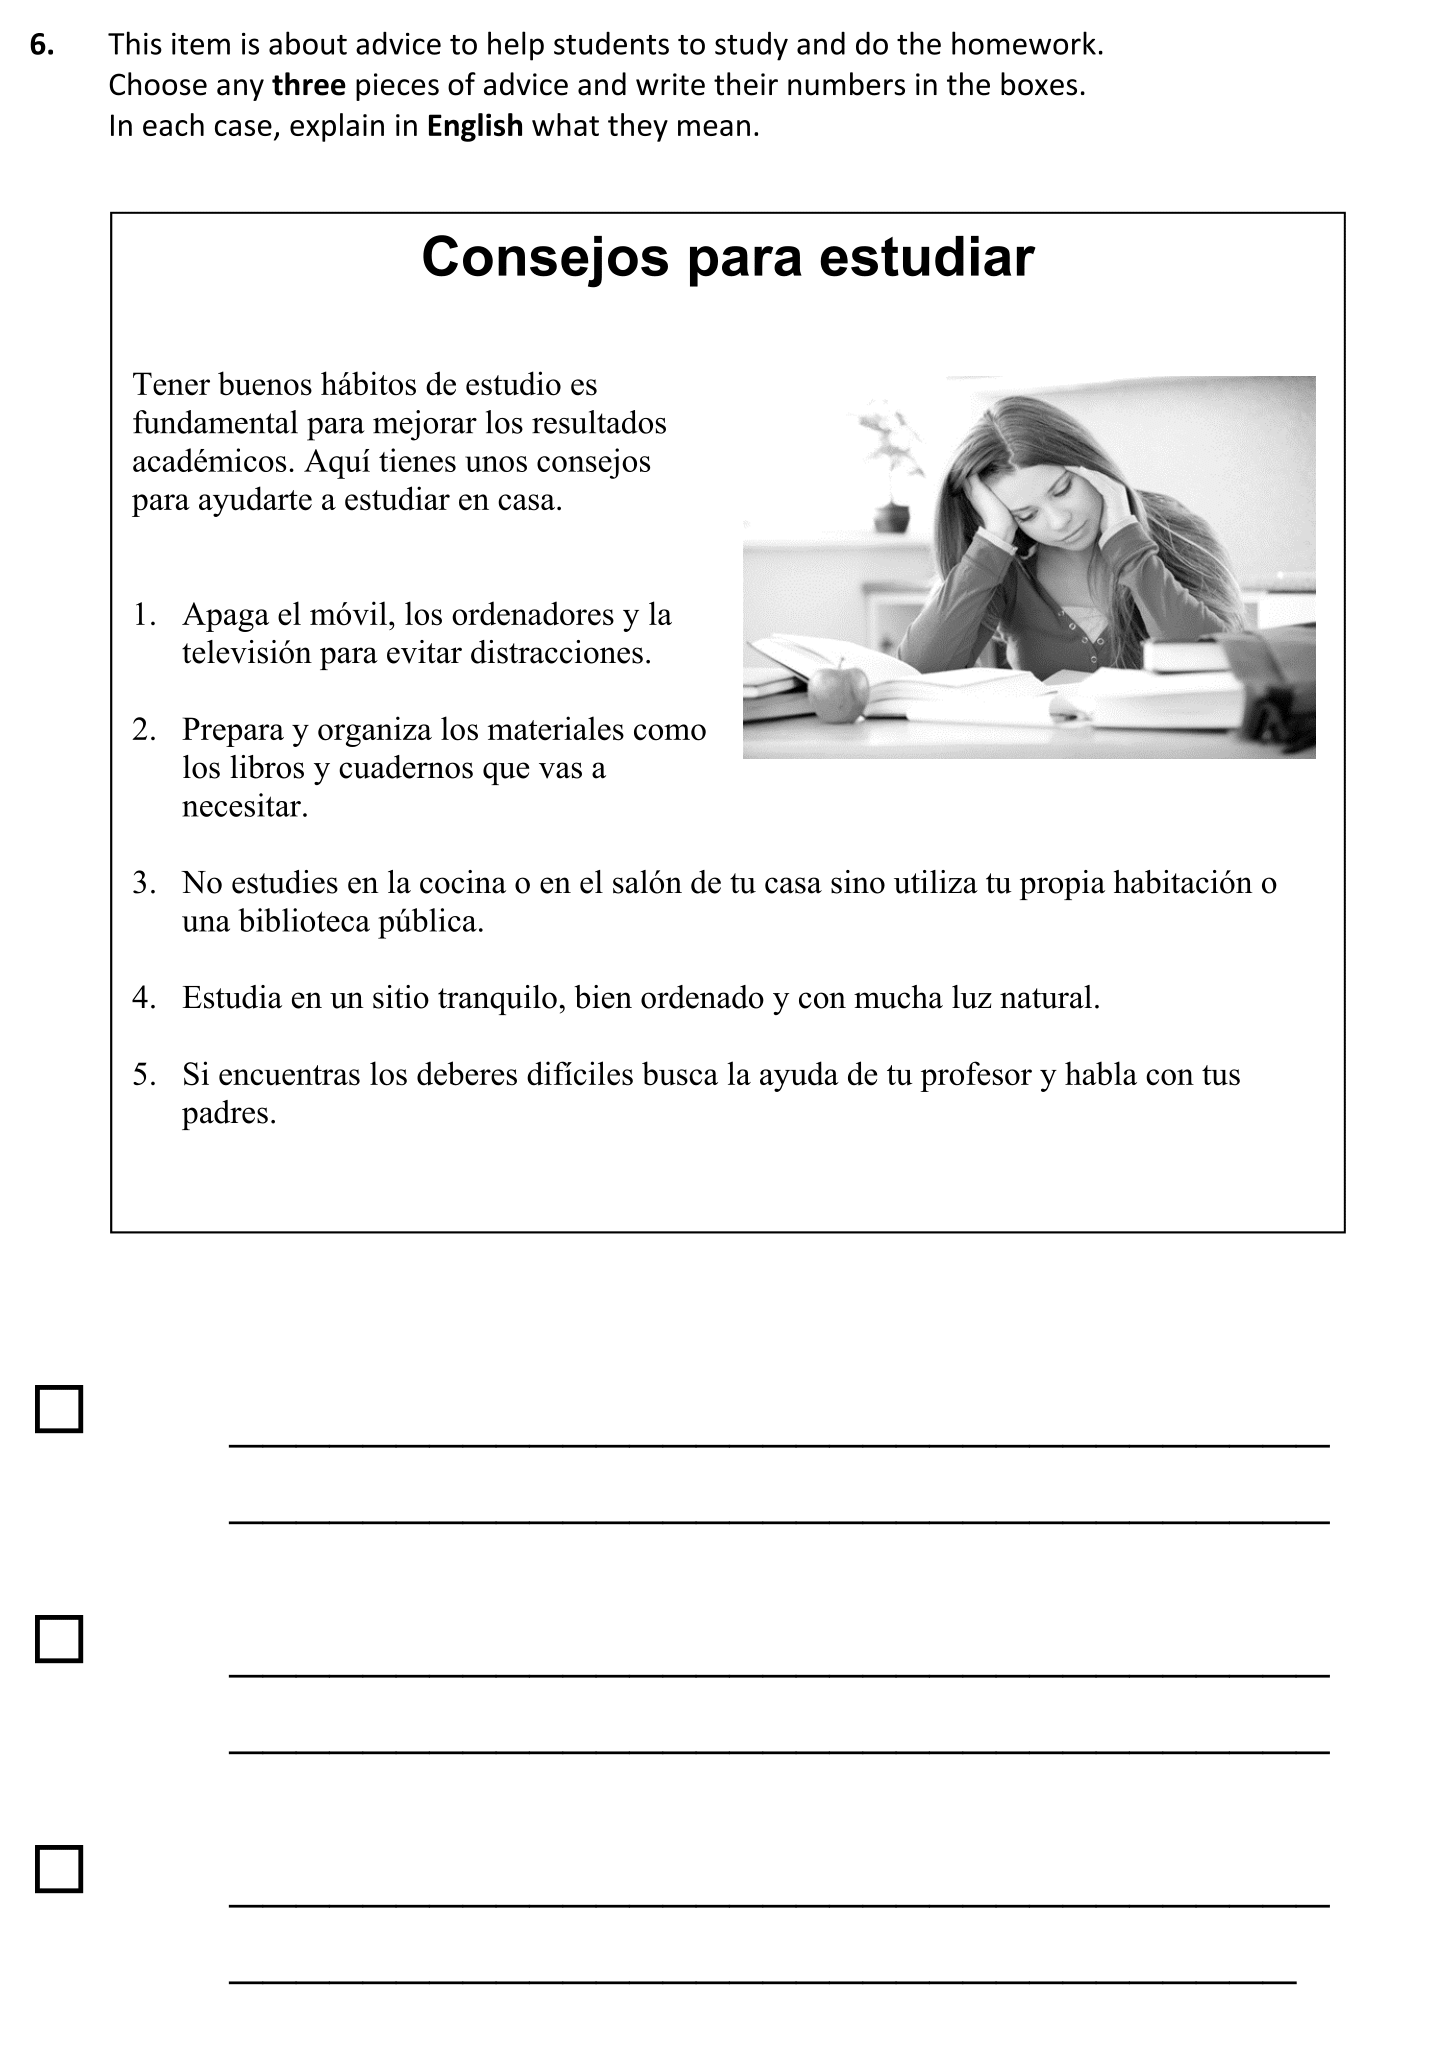 6. This item is about advice to help students to study and do the homework.
Choose any three pieces of advice and write their numbers in the boxes.
In each case, explain in English what they mean.
Consejos para estudiar
Tener buenos hábitos de estudio es
fundamental para mejorar los resultados
académicos. Aquí tienes unos consejos
para ayudarte a estudiar en casa.
1. Apaga el móvil, los ordenadores y la
televisión para evitar distracciones.
2. Prepara y organiza los materiales como
los libros y cuadernos que vas a
necesitar.
3. No estudies en la cocina o en el salón de tu casa sino utiliza tu propia habitación o
una biblioteca pública.
4. Estudia en un sitio tranquilo, bien ordenado y con mucha luz natural.
5. Si encuentras los deberes difíciles busca la ayuda de tu profesor y habla con tus
padres.